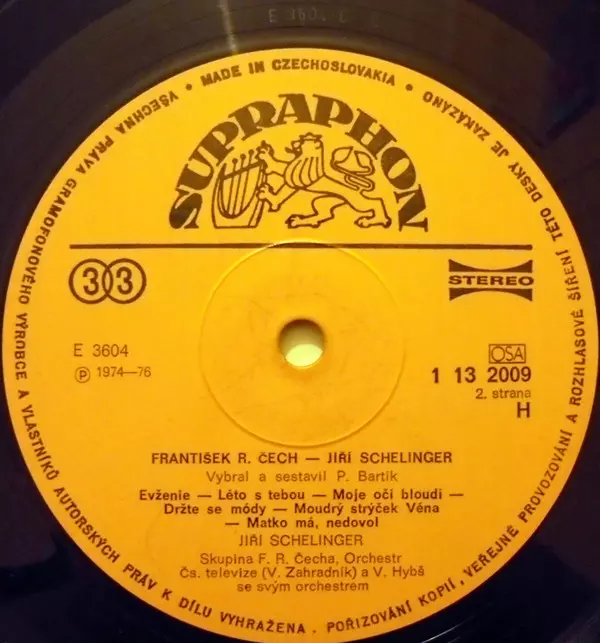 E 360
VŠECHNA PRÁVA GRAMOFONOVÉHO VÝROBCE A VLASTNÍKŮ AUTORSKÝCH PRÁV K DÍLU VYHRAŽENA. POŘIZOVÁNÍ KOPIÍ, VEŘEJNÉ PROVOZOVÁNÍ A ROZHLASOVÉ ŠÍŘENÍ TÉTO DESKY JE ZAKÁZÁNO
• MADE IN CZECHOSLOVAKIA •
SUPRAPHON
33
STEREO
E 3604
Ⓟ 1974—76
OSA
1 13 2009
2. strana
H
FRANTIŠEK R. ČECH — JIŘÍ SCHELINGER
Vybral a sestavil P. Bartík
Evženie — Léto s tebou — Moje očí bloudí —
Držte se módy — Moudrý strýček Véna
— Matko má, nedovol
JIŘÍ SCHELINGER
Skupina F. R. Čecha, Orchestr
Čs. televize (V. Zahradník) a V. Hybš
se svým orchestrem